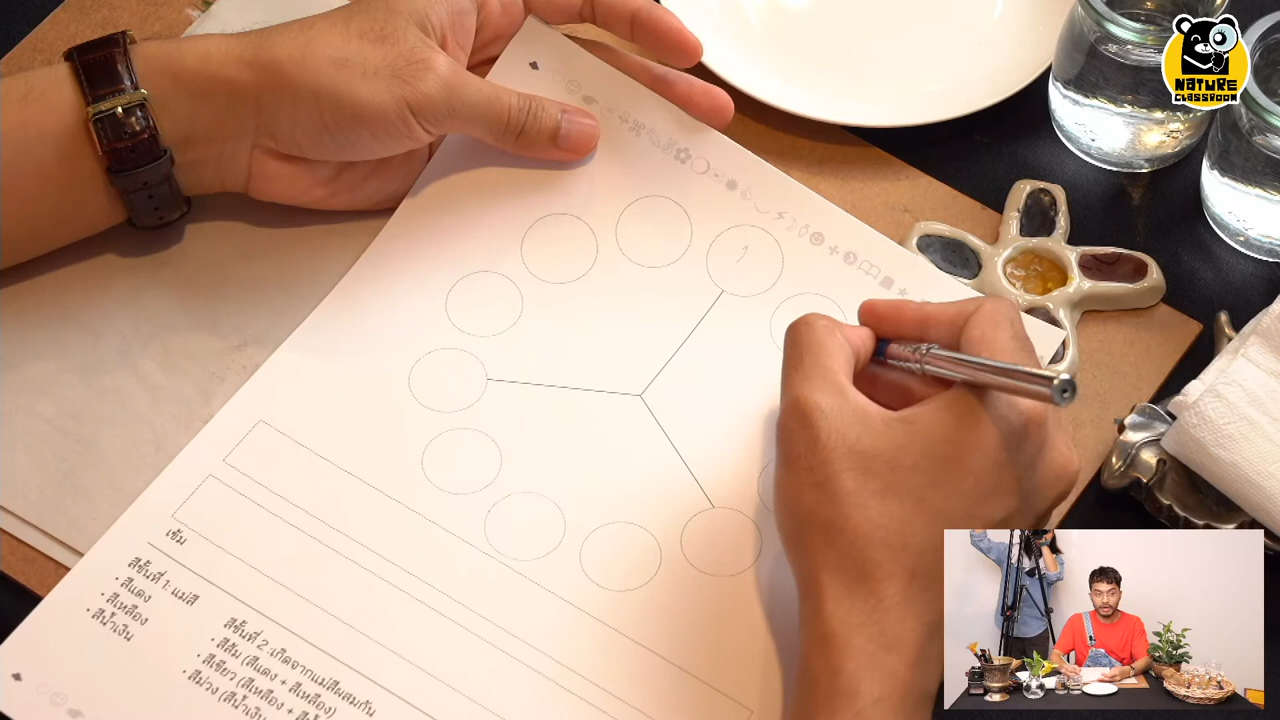 NATURE
CLASSROOM
1
เข้ม
สีขั้นที่ 1: แม่สี
• สีแดง
• สีเหลือง
• สีน้ำเงิน
สีขั้นที่ 2 :เกิดจากแม่สีผสมกัน
• สีส้ม (สีแดง + สีเหลือง)
• สีเขียว (สีเหลือง +
• สีม่วง (สีน้ำเงิน